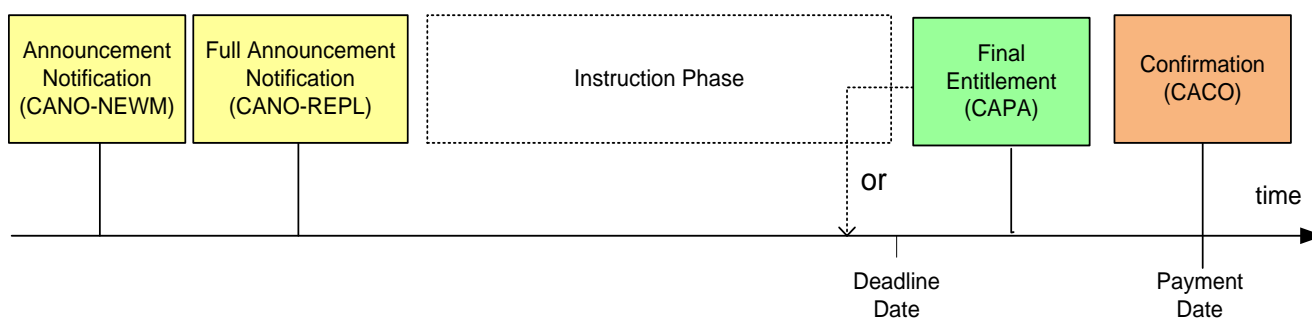 Announcement
Notification
(CANO-NEWM)
Full Announcement
Notification
(CANO-REPL)
Instruction Phase
Final
Entitlement
(CAPA)
Confirmation
(CACO)
or
time
Deadline
Date
Payment
Date